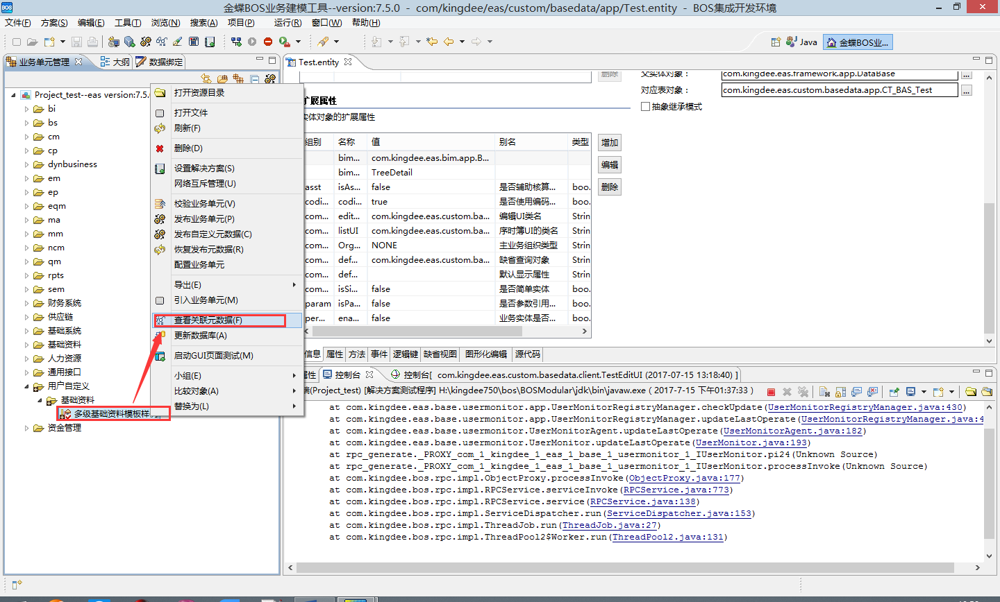 金蝶BOS业务建模工具--version:7.5.0 - com/kingdee/eas/custom/basedata/app/Test.entity - BOS集成开发环境
文件(F) 方案(S) 编辑(E) 工具(T) 浏览(N) 搜索(A) 项目(P) 运行(R) 窗口(W) 帮助(H)
Java 金蝶BOS业...
业务单元管理 大纲 数据绑定
Project_test--eas version:7.5.
bi
bs
cm
cp
dynbusiness
em
ep
eqm
ma
mm
ncm
qm
rpts
sem
财务系统
供应链
基础系统
基础资料
人力资源
通用接口
用户自定义
基础资料
多级基础资料模板样
资金管理
打开资源目录
打开文件
刷新(F)
删除(D)
设置解决方案(S)
网络互斥管理(U)
校验业务单元(V)
发布业务单元(P)
发布自定义元数据(C)
恢复发布元数据(R)
配置业务单元
导出(E)
引入业务单元(M)
查看关联元数据(F)
更新数据库(A)
启动GUI页面测试(M)
小组(E)
比较对象(A)
替换为(L)
Test.entity
删除
父实体对象: com.kingdee.eas.framework.app.DataBase ...
对应表对象: com.kingdee.eas.custom.basedata.app.CT_BAS_Test ...
抽象继承模式
扩展属性
实体对象的扩展属性
组别 名称 值 别名 类型
bim... com.kingdee.eas.bim.app.B...
bim... TreeDetail
asst isAs... false 是否辅助核算... boo.
codi... codi... true 是否使用编码... boo.
com... edit... com.kingdee.eas.custom.ba... 编辑UI类名 Strin
com... listUI com.kingdee.eas.custom.ba... 序时簿UI的类名 Strin
com... Org... NONE 主业务组织类型 Strin
com... def... com.kingdee.eas.custom.ba... 缺省查询对象 Strin
com... def... 默认显示属性 Strin
com... isSi... false 是否简单实体 boo.
param isPa... false 是否参数引用... boo.
per... ena... false 业务实体是否... boo.
增加
编辑
删除
信息 属性 方法 事件 逻辑键 缺省视图 图形化编辑 源代码
属性 控制台 控制台[ com.kingdee.eas.custom.basedata.client.TestEditUI (2017-07-15 13:18:40) ]
端(Project_test) [解决方案测试程序] H:\kingdee750\bos\BOSModular\jdk\bin\javaw.exe ( 2017-7-15 下午01:37:33 )
at com.kingdee.eas.base.usermonitor.app.UserMonitorRegistryManager.checkUpdate(UserMonitorRegistryManager.java:430)
at com.kingdee.eas.base.usermonitor.app.UserMonitorRegistryManager.updateLastOperate(UserMonitorRegistryManager.java:4
at com.kingdee.eas.base.usermonitor.UserMonitorAgent.updateLastOperate(UserMonitorAgent.java:182)
at com.kingdee.eas.base.usermonitor.UserMonitor.updateLastOperate(UserMonitor.java:193)
at rpc_generate._PROXY_com_1_kingdee_1_eas_1_base_1_usermonitor_1_IUserMonitor.pi24(Unknown Source)
at rpc_generate._PROXY_com_1_kingdee_1_eas_1_base_1_usermonitor_1_IUserMonitor.processInvoke(Unknown Source)
at com.kingdee.bos.rpc.impl.ObjectProxy.processInvoke(ObjectProxy.java:177)
at com.kingdee.bos.rpc.impl.RPCService.serviceInvoke(RPCService.java:773)
at com.kingdee.bos.rpc.impl.RPCService.service(RPCService.java:138)
at com.kingdee.bos.rpc.impl.ServiceDispatcher.run(ServiceDispatcher.java:153)
at com.kingdee.bos.rpc.impl.ThreadJob.run(ThreadJob.java:27)
at com.kingdee.bos.rpc.impl.ThreadPool2$Worker.run(ThreadPool2.java:131)